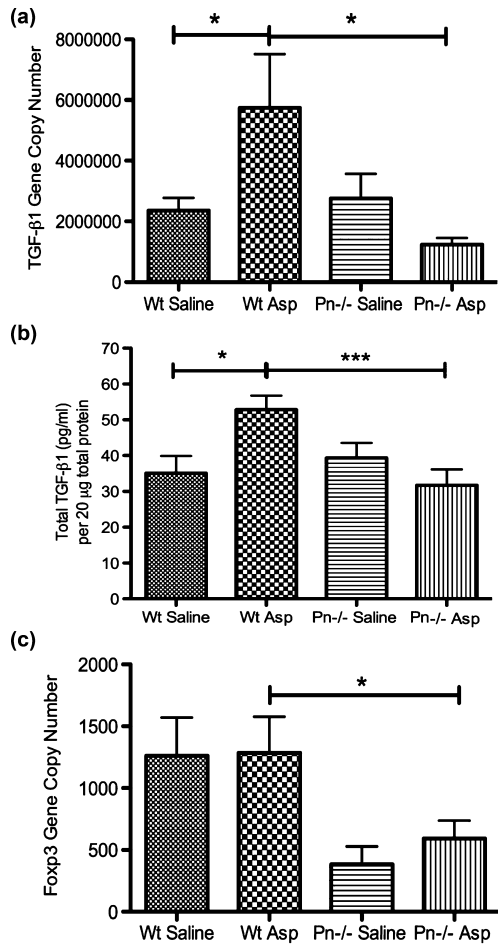 (a)
*
*
8000000
6000000
4000000
2000000
0
TGF-β1 Gene Copy Number
Wt Saline
Wt Asp
Pn-/- Saline
Pn-/- Asp
(b)
*
***
70
60
50
40
30
20
10
0
Total TGF-β1 (pg/ml)
per 20 µg total protein
Wt Saline
Wt Asp
Pn-/- Saline
Pn-/- Asp
(c)
*
2000
1500
1000
500
0
Foxp3 Gene Copy Number
Wt Saline
Wt Asp
Pn-/- Saline
Pn-/- Asp